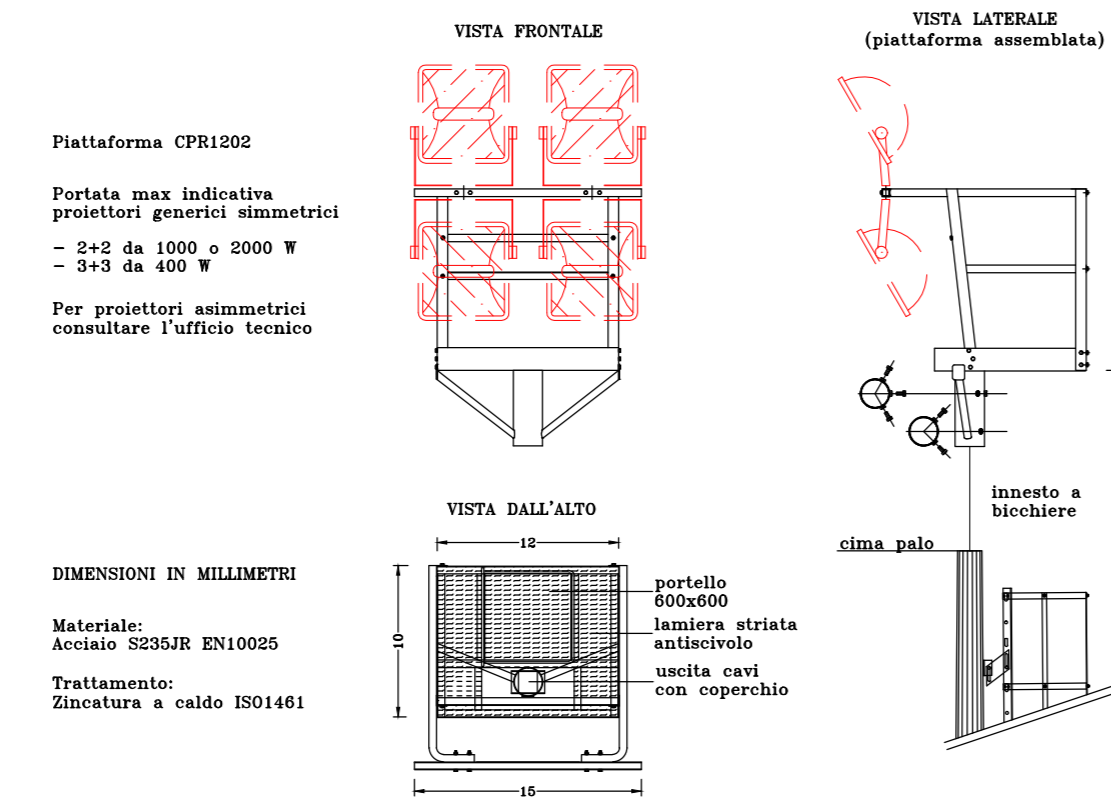 VISTA FRONTALE
VISTA LATERALE
(piattaforma assemblata)
Piattaforma CPR1202
Portata max indicativa
proiettori generici simmetrici
- 2+2 da 1000 o 2000 W
- 3+3 da 400 W
Per proiettori asimmetrici
consultare l'ufficio tecnico
innesto a
bicchiere
cima palo
VISTA DALL'ALTO
12
10
15
portello
600x600
lamiera striata
antiscivolo
uscita cavi
con coperchio
DIMENSIONI IN MILLIMETRI
Materiale:
Acciaio S235JR EN10025
Trattamento:
Zincatura a caldo ISO1461